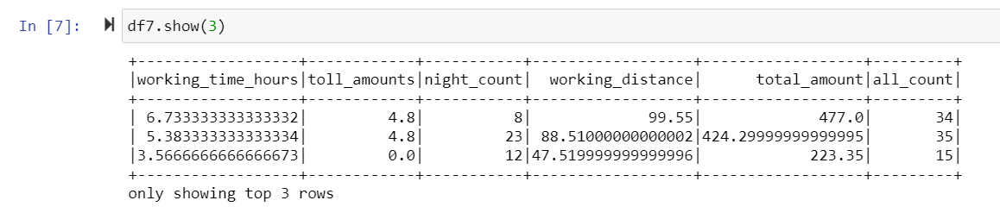 In [7]: df7.show(3)
+------------------+------------+-----------+------------------+------------------+---------+
|working_time_hours|toll_amounts|night_count|  working_distance|      total_amount|all_count|
+------------------+------------+-----------+------------------+------------------+---------+
| 6.733333333333332|         4.8|          8|             99.55|             477.0|       34|
| 5.383333333333334|         4.8|         23| 88.51000000000002|424.29999999999995|       35|
|3.5666666666666673|         0.0|         12|47.519999999999996|            223.35|       15|
+------------------+------------+-----------+------------------+------------------+---------+
only showing top 3 rows